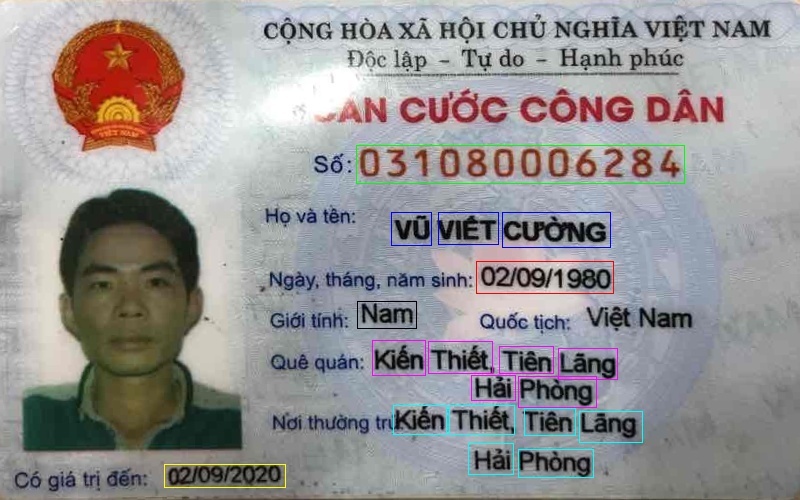 CỘNG HÒA XÃ HỘI CHỦ NGHĨA VIỆT NAM
Độc lập - Tự do - Hạnh phúc
CĂN CƯỚC CÔNG DÂN
Số: 031080006284
Họ và tên: VŨ VIẾT CƯỜNG
Ngày, tháng, năm sinh: 02/09/1980
Giới tính: Nam Quốc tịch: Việt Nam
Quê quán: Kiến Thiết, Tiên Lãng
Hải Phòng
Nơi thường trú: Kiến Thiết, Tiên Lãng
Hải Phòng
Có giá trị đến: 02/09/2020
VIỆT NAM